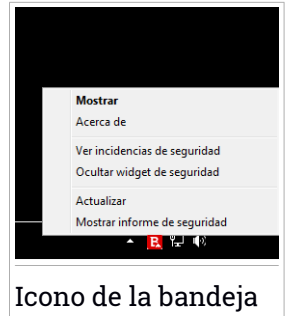 Mostrar
Acerca de
Ver incidencias de seguridad
Ocultar widget de seguridad
Actualizar
Mostrar informe de seguridad
B
Icono de la bandeja